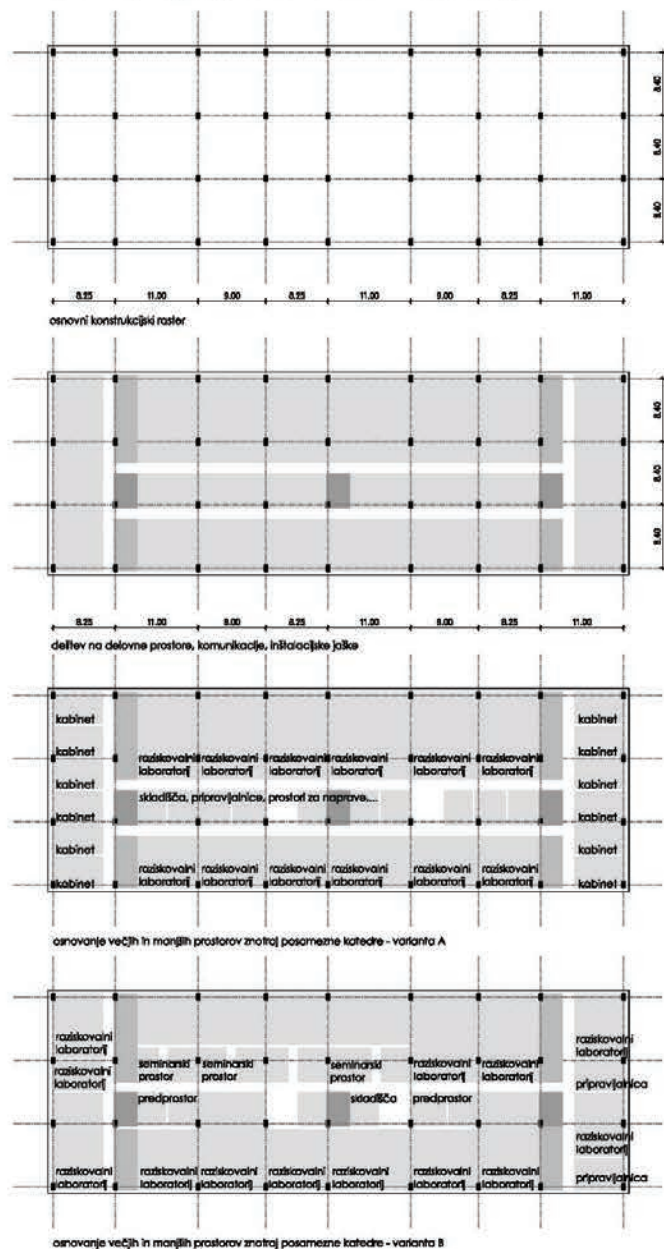 8.40
8.40
8.40
8.25 11.00 9.00 8.25 11.00 9.00 8.25 11.00
osnovni konstrukcijski raster
8.40
8.40
8.40
8.25 11.00 9.00 8.25 11.00 9.00 8.25 11.00
delitev na delovne prostore, komunikacije, inštalacijske jaške
kabinet kabinet
kabinet raziskovalni raziskovalni raziskovalni raziskovalni raziskovalni raziskovalni kabinet
laboratorij laboratorij laboratorij laboratorij laboratorij laboratorij
kabinet kabinet
skladišča, pripravljalnice, prostori za naprave,...
kabinet kabinet
kabinet kabinet
raziskovalni raziskovalni raziskovalni raziskovalni raziskovalni raziskovalni
kabinet laboratorij laboratorij laboratorij laboratorij laboratorij laboratorij kabinet
osnovanje večjih in manjših prostorov znotraj posamezne katedre - varianta A
raziskovalni raziskovalni
laboratorij laboratorij
raziskovalni seminarski seminarski seminarski raziskovalni raziskovalni
laboratorij prostor prostor prostor laboratorij laboratorij
pripravljalnica
predprostor skladišča predprostor
raziskovalni
laboratorij
raziskovalni raziskovalni raziskovalni raziskovalni raziskovalni raziskovalni raziskovalni pripravljalnica
laboratorij laboratorij laboratorij laboratorij laboratorij laboratorij laboratorij
osnovanje večjih in manjših prostorov znotraj posamezne katedre - varianta B